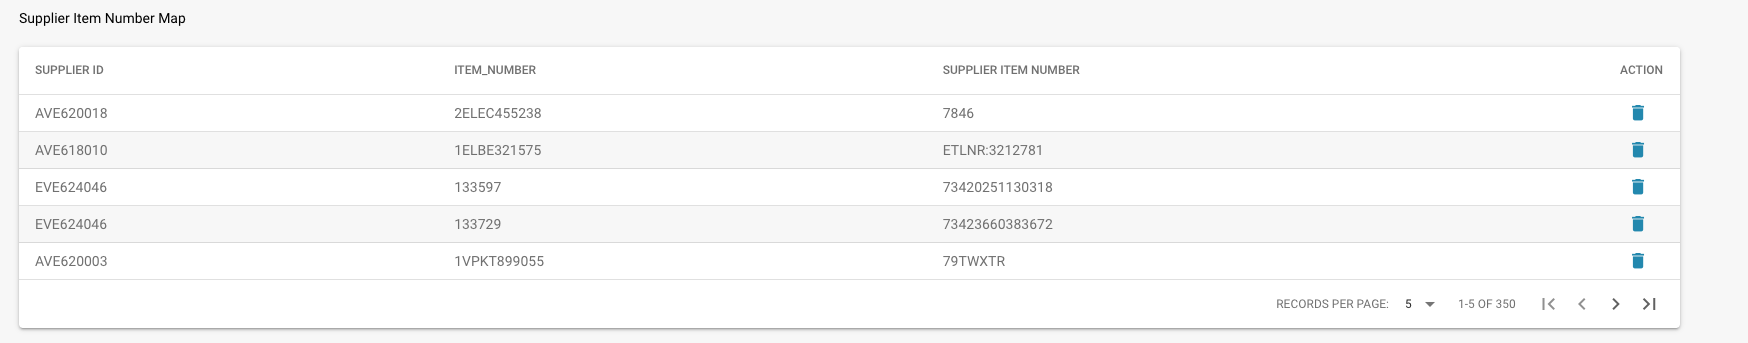 Supplier Item Number Map
SUPPLIER ID ITEM_NUMBER SUPPLIER ITEM NUMBER ACTION
AVE620018 2ELEC455238 7846
AVE618010 1ELBE321575 ETLNR:3212781
EVE624046 133597 73420251130318
EVE624046 133729 73423660383672
AVE620003 1VPKT899055 79TWXTR
RECORDS PER PAGE: 5 1-5 OF 350